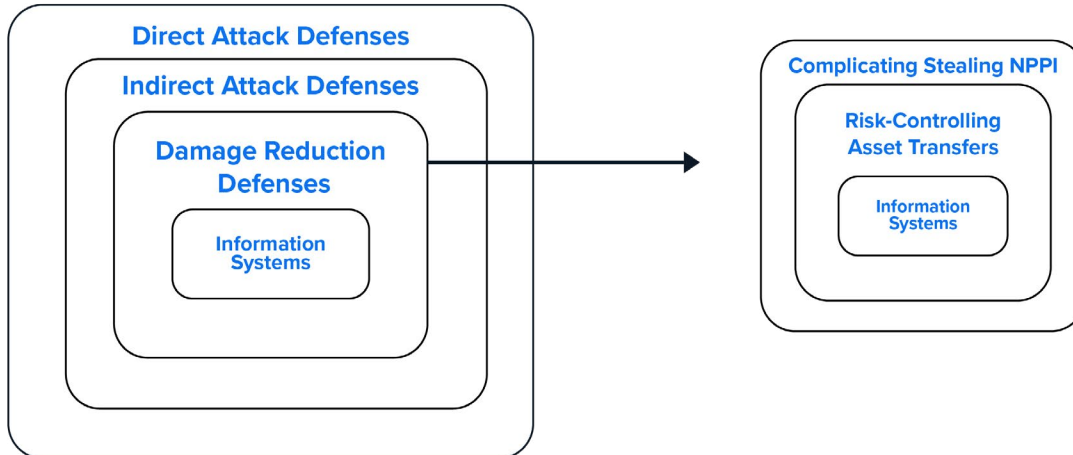 Direct Attack Defenses
Indirect Attack Defenses
Damage Reduction
Defenses
Information
Systems
Complicating Stealing NPPI
Risk-Controlling
Asset Transfers
Information
Systems